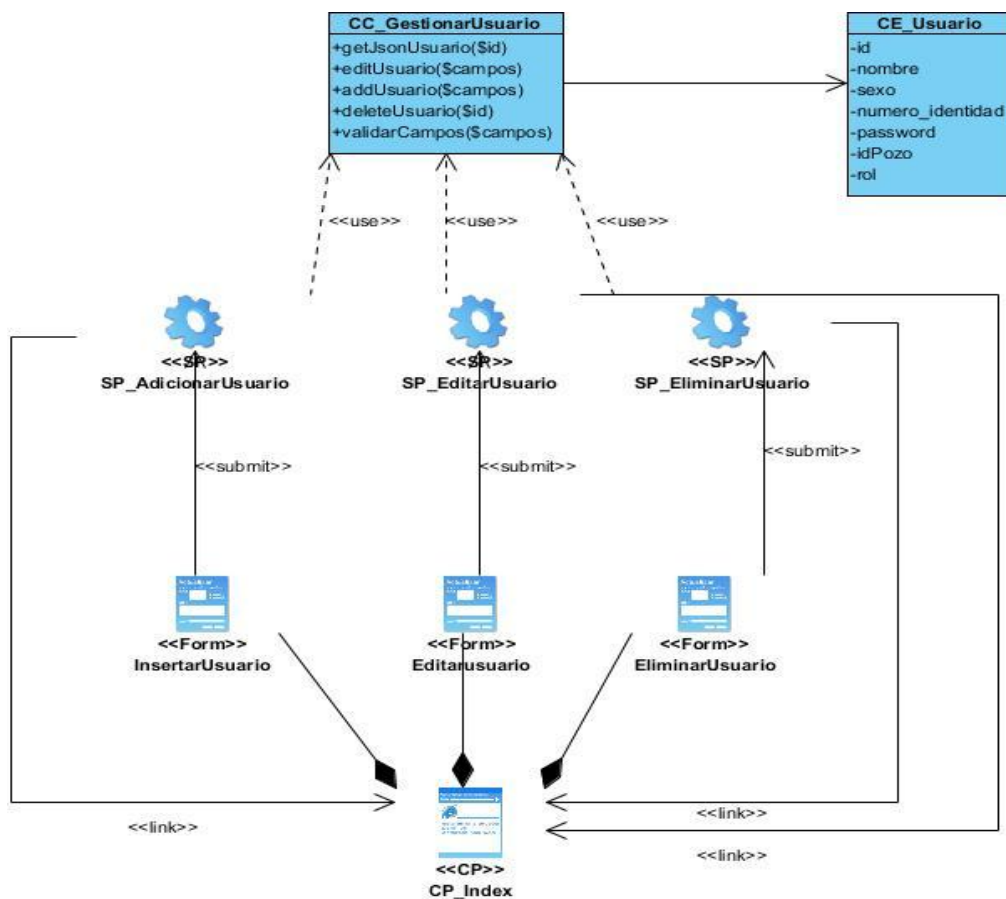 CC_GestionarUsuario
+getJsonUsuario($id)
+editUsuario($campos)
+addUsuario($campos)
+deleteUsuario($id)
+validarCampos($campos)
CE_Usuario
-id
-nombre
-sexo
-numero_identidad
-password
-idPozo
-rol
<<use>>
<<use>>
<<use>>
<<SP>>
SP_AdicionarUsuario
<<SP>>
SP_EditarUsuario
<<SP>>
SP_EliminarUsuario
<<submit>>
<<submit>>
<<submit>>
<<Form>>
InsertarUsuario
<<Form>>
Editarusuario
<<Form>>
EliminarUsuario
<<link>>
<<link>>
<<link>>
<<CP>>
CP_Index